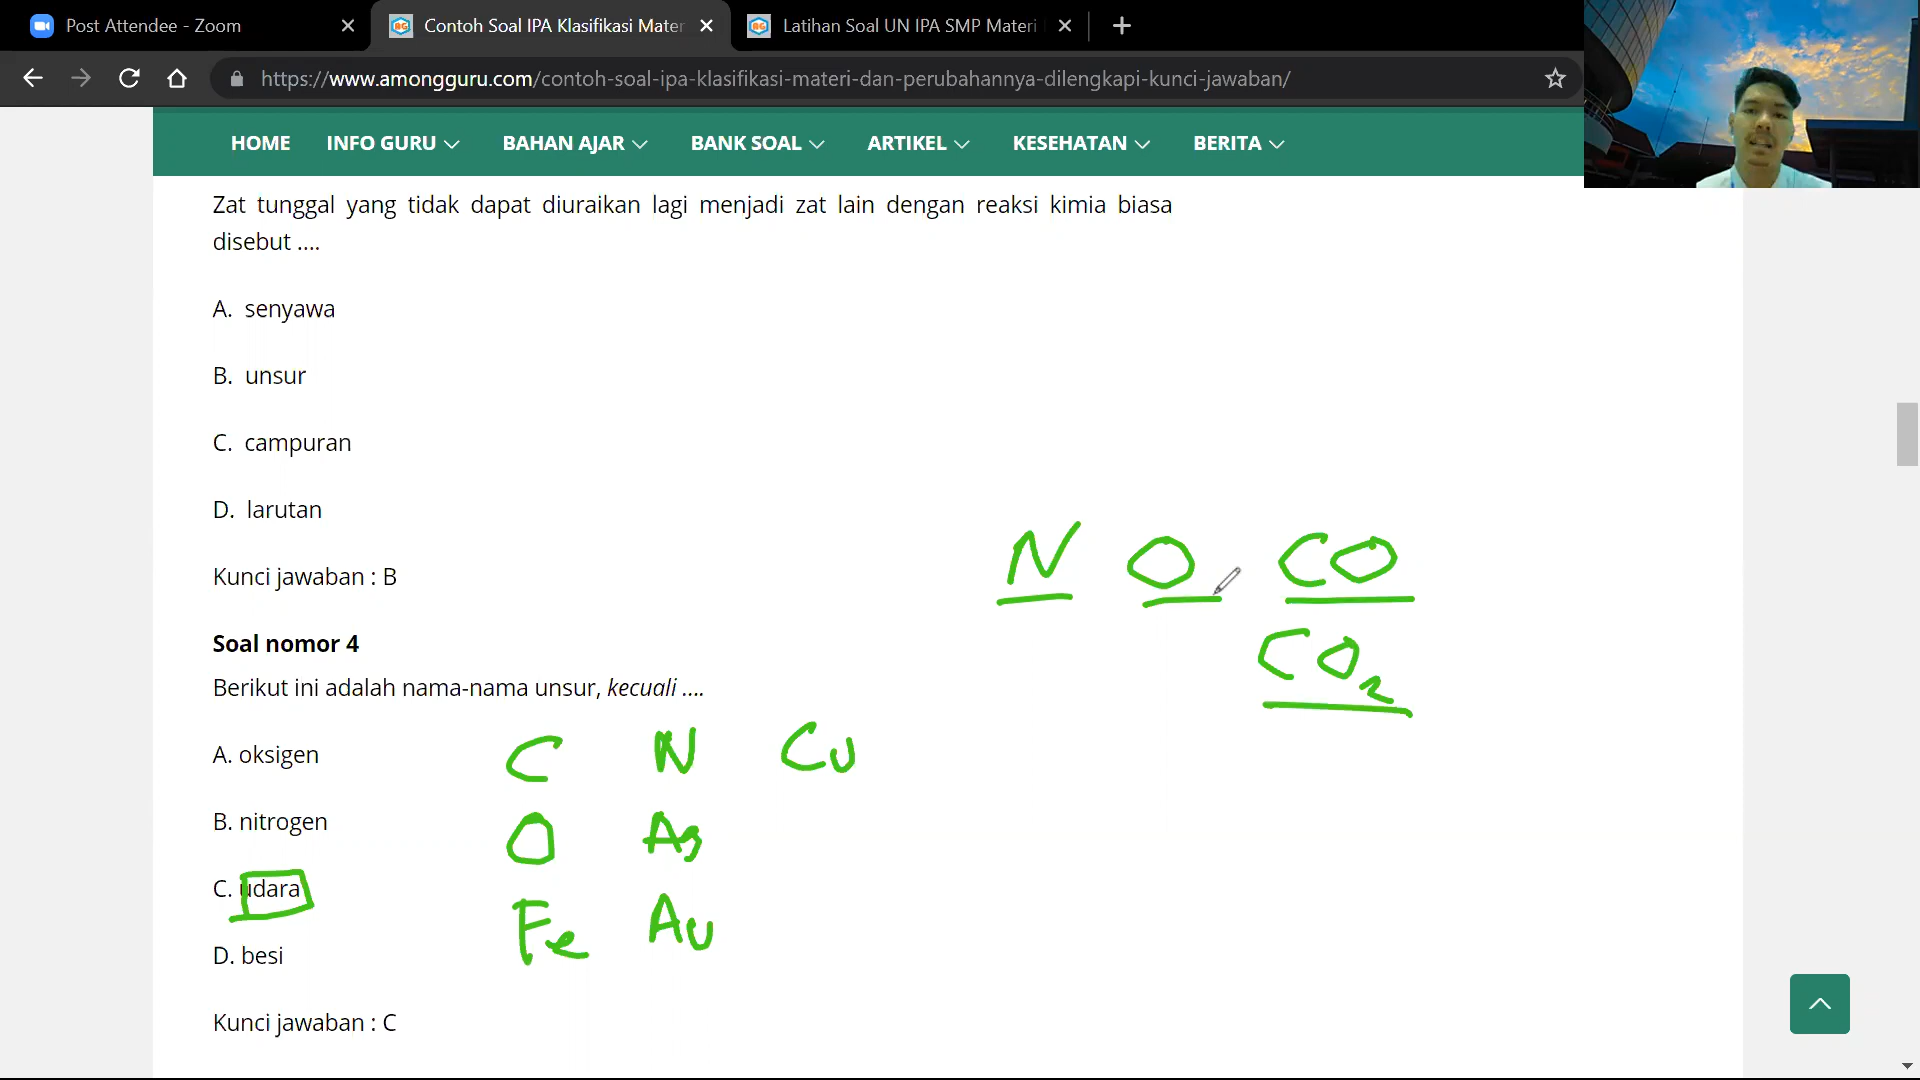 Post Attendee - Zoom
Contoh Soal IPA Klasifikasi Mater
Latihan Soal UN IPA SMP Materi
https://www.amongguru.com/contoh-soal-ipa-klasifikasi-materi-dan-perubahannya-dilengkapi-kunci-jawaban/
HOME INFO GURU BAHAN AJAR BANK SOAL ARTIKEL KESEHATAN BERITA
Zat tunggal yang tidak dapat diuraikan lagi menjadi zat lain dengan reaksi kimia biasa
disebut ....
A. senyawa
B. unsur
C. campuran
D. larutan
N O CO
Kunci jawaban : B
CO2
Soal nomor 4
Berikut ini adalah nama-nama unsur, kecuali ....
A. oksigen C N Cu
B. nitrogen O Ag
C. udara Fe Au
D. besi
Kunci jawaban : C